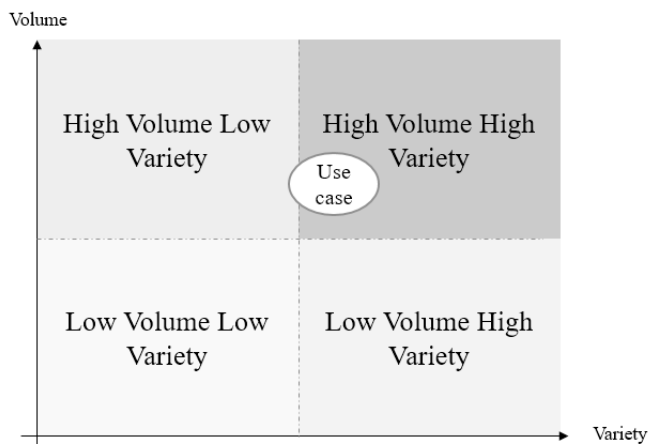 Volume
High Volume Low
Variety
High Volume High
Variety
Use
case
Low Volume Low
Variety
Low Volume High
Variety
Variety